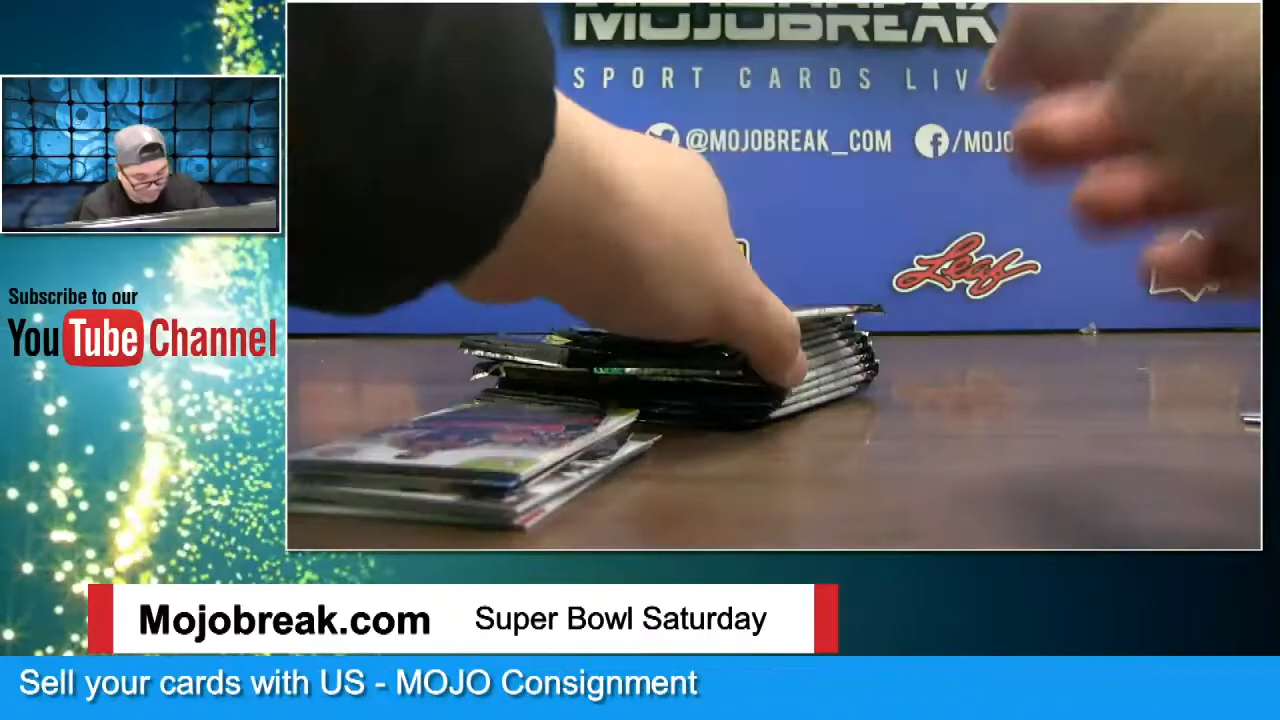 MOJOBREAK
SPORT CARDS LIV
@MOJOBREAK_COM
/MOJO
Leaf
Subscribe to our
YouTube Channel
Mojobreak.com
Super Bowl Saturday
Sell your cards with US - MOJO Consignment